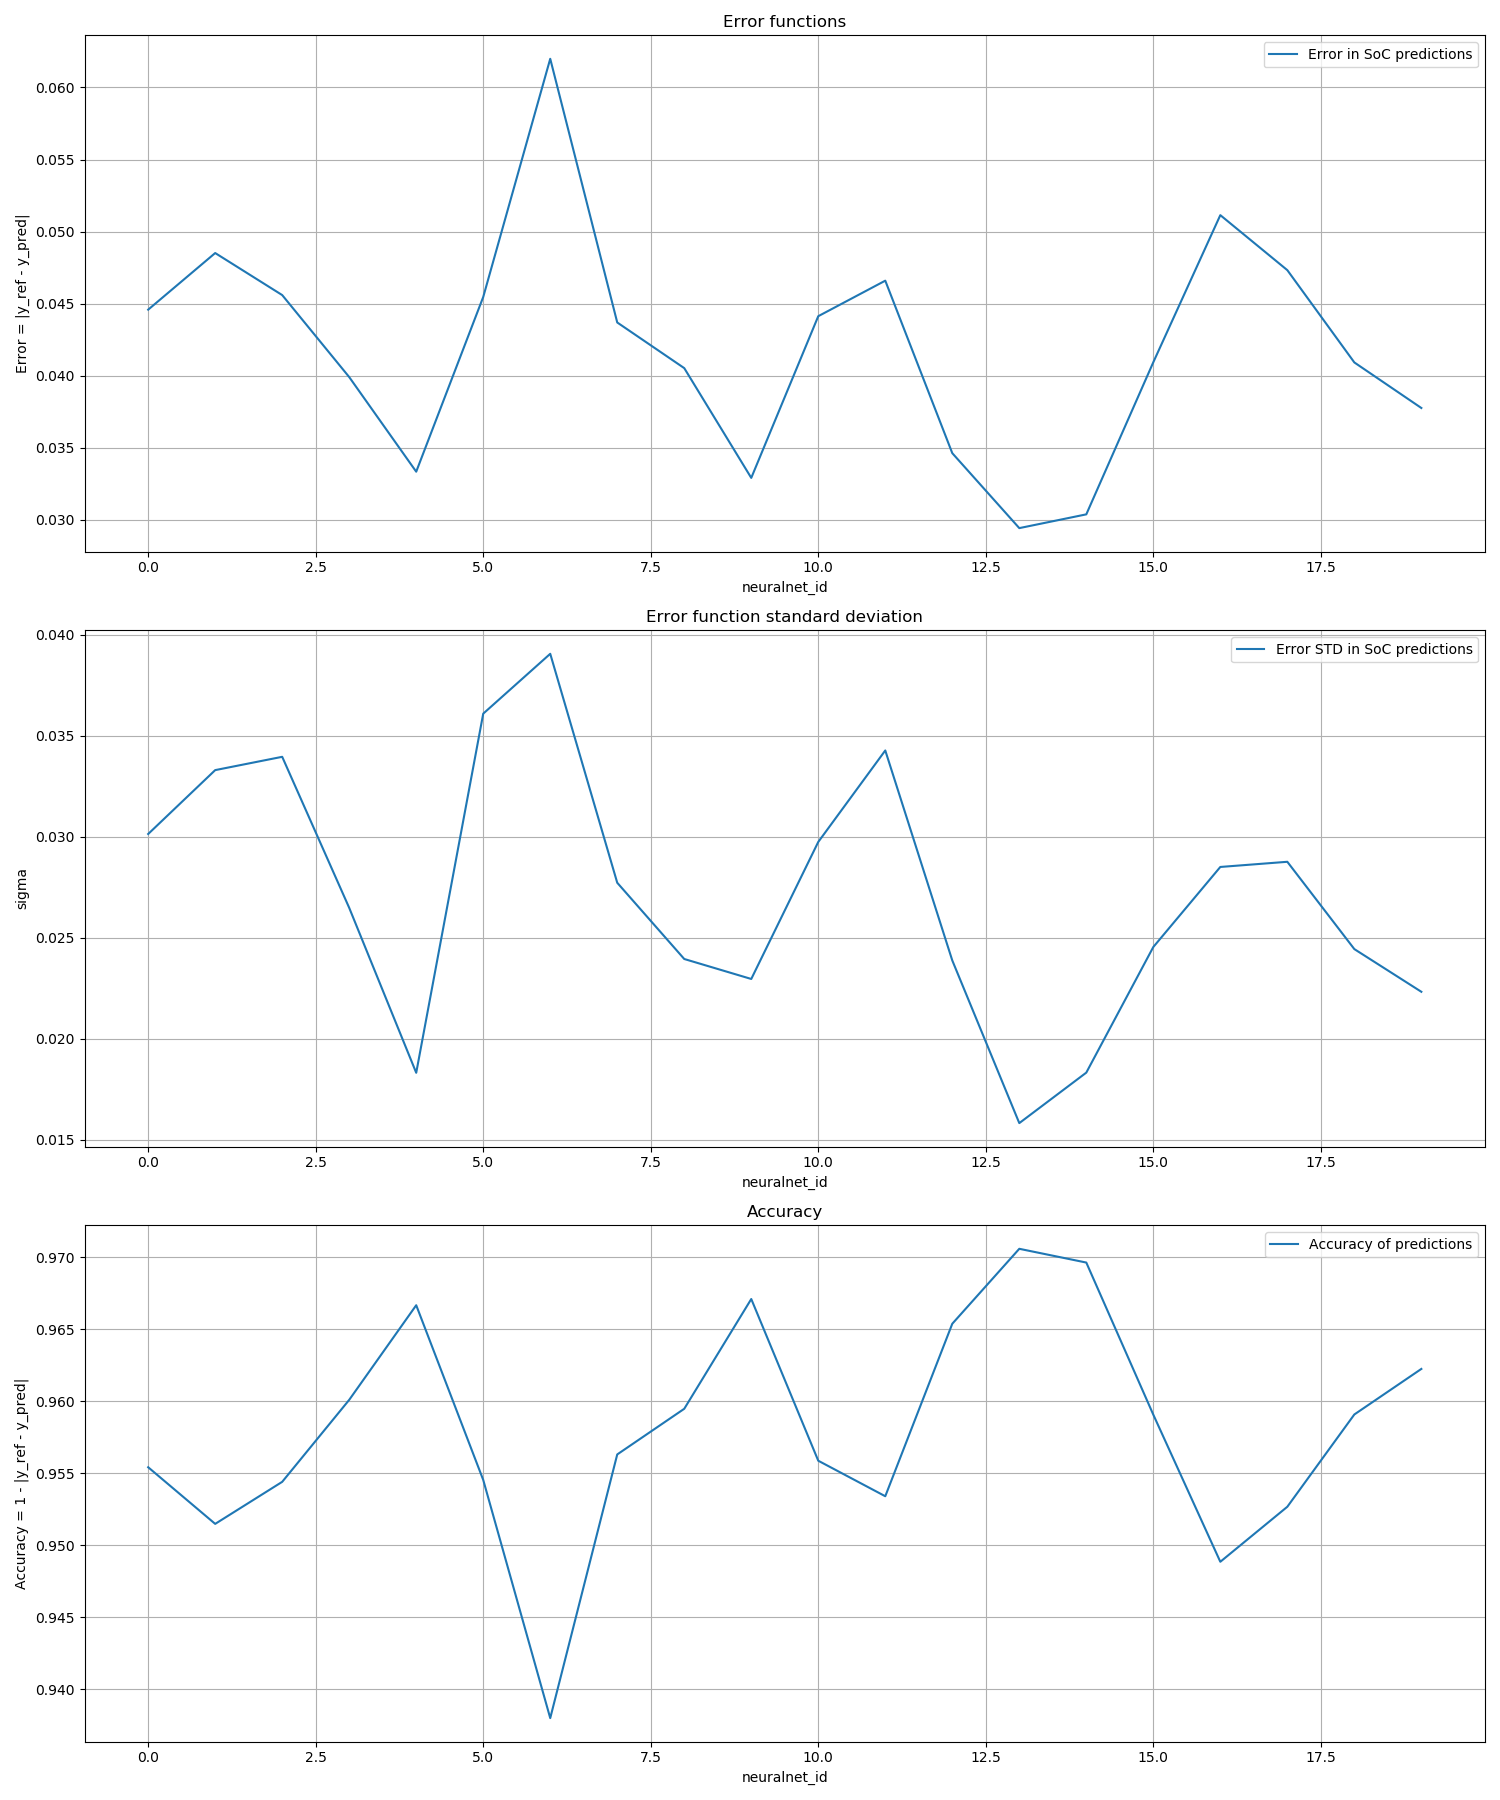 Error functions
Error in SoC predictions
Error = |y_ref - y_pred|
0.060
0.055
0.050
0.045
0.040
0.035
0.030
0.0 2.5 5.0 7.5 10.0 12.5 15.0 17.5
neuralnet_id
Error function standard deviation
Error STD in SoC predictions
sigma
0.040
0.035
0.030
0.025
0.020
0.015
0.0 2.5 5.0 7.5 10.0 12.5 15.0 17.5
neuralnet_id
Accuracy
Accuracy of predictions
Accuracy = 1 - |y_ref - y_pred|
0.970
0.965
0.960
0.955
0.950
0.945
0.940
0.0 2.5 5.0 7.5 10.0 12.5 15.0 17.5
neuralnet_id